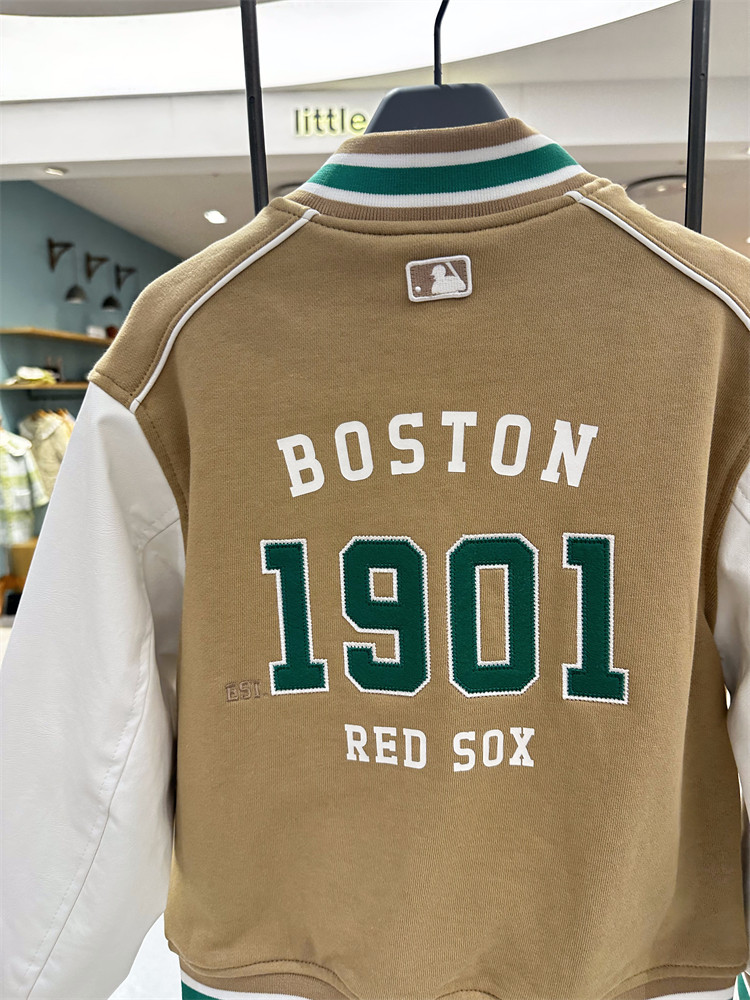 little
BOSTON
1901
EST.
RED SOX